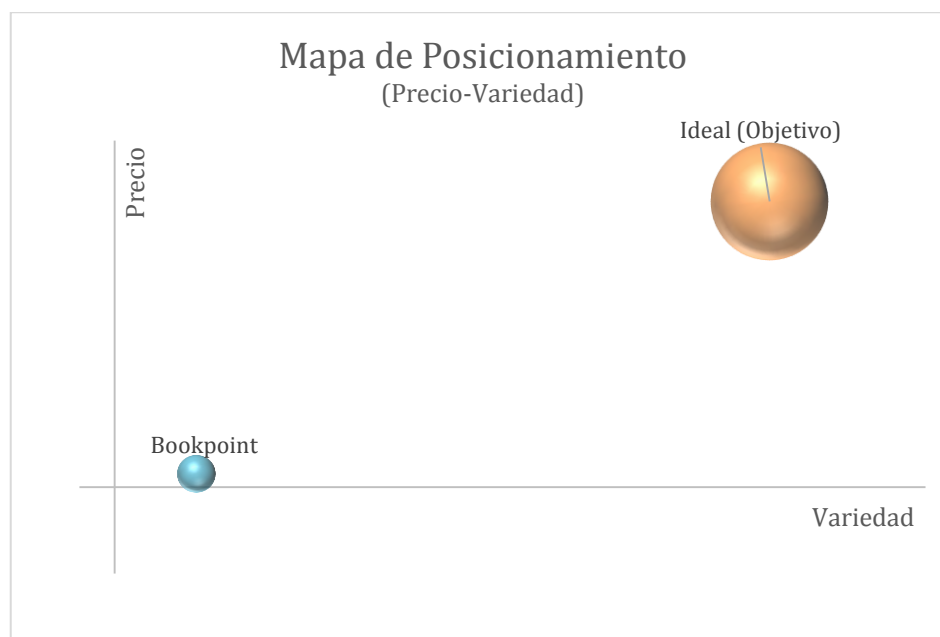 Mapa de Posicionamiento
(Precio-Variedad)
Ideal (Objetivo)
Precio
Bookpoint
Variedad